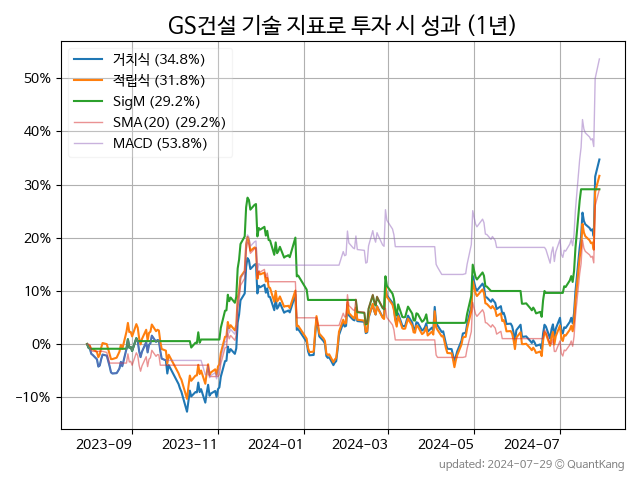 GS건설 기술 지표로 투자 시 성과 (1년)
거치식 (34.8%)
적립식 (31.8%)
SigM (29.2%)
SMA(20) (29.2%)
MACD (53.8%)
50%
40%
30%
20%
10%
0%
−10%
2023-09
2023-11
2024-01
2024-03
2024-05
2024-07
updated: 2024-07-29 © QuantKang